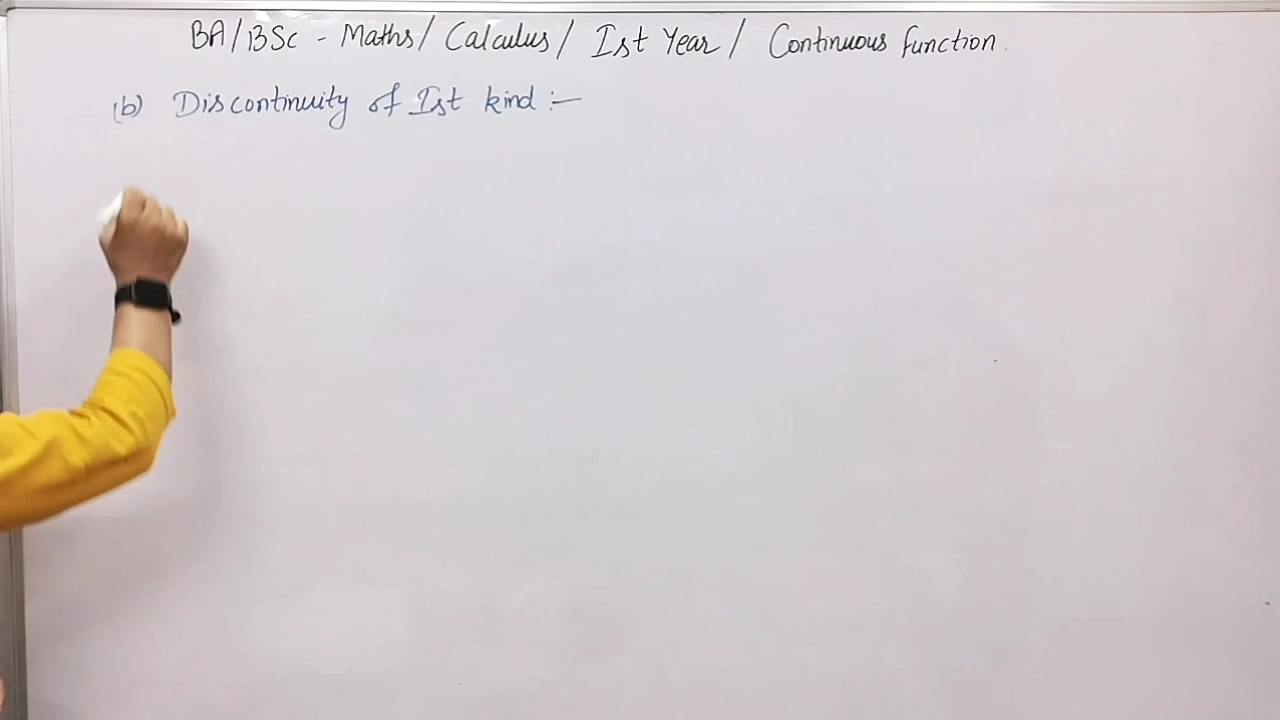 BA/BSc - Maths/ Calculus/ Ist Year/ Continuous function.
(b) Discontinuity of Ist kind :-